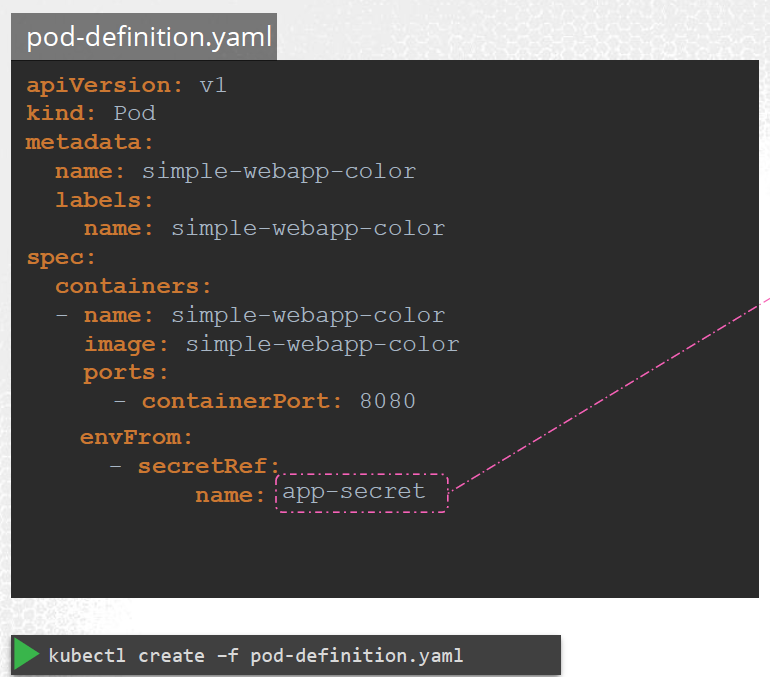 pod-definition.yaml
apiVersion: v1
kind: Pod
metadata:
  name: simple-webapp-color
  labels:
    name: simple-webapp-color
spec:
  containers:
  - name: simple-webapp-color
    image: simple-webapp-color
    ports:
      - containerPort: 8080
    envFrom:
      - secretRef:
            name: app-secret
kubectl create –f pod-definition.yaml